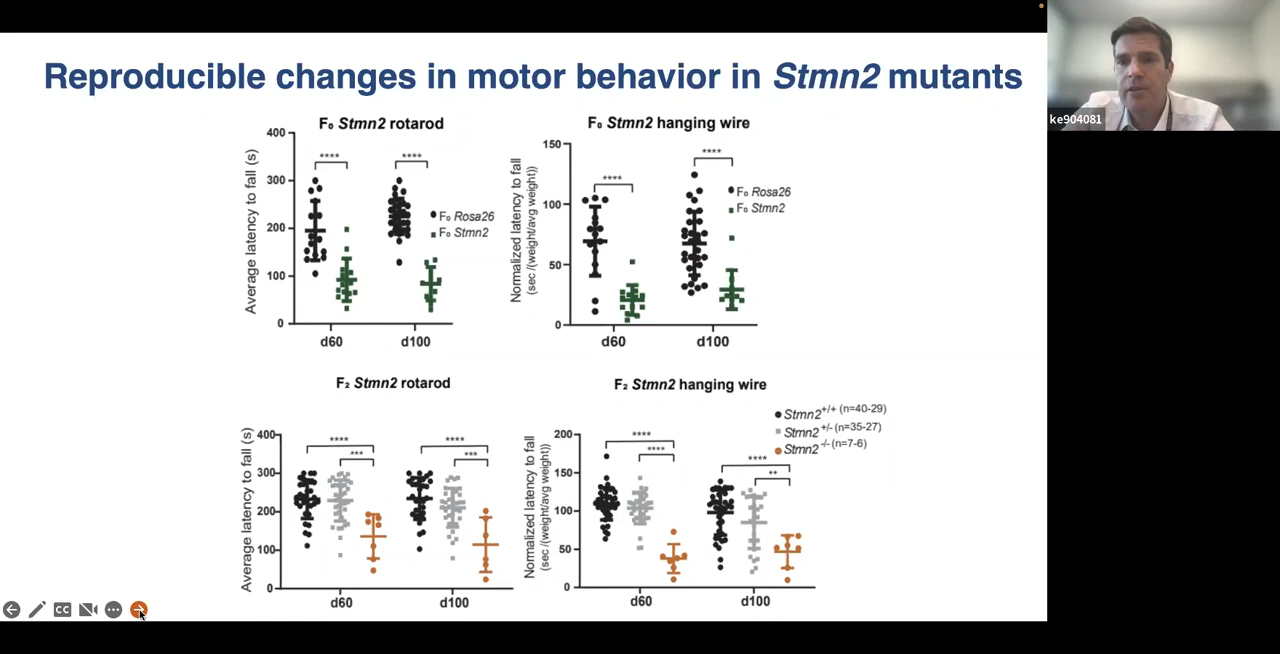 Reproducible changes in motor behavior in Stmn2 mutants
ke904081
F₀ Stmn2 rotarod
Average latency to fall (s)
400
300
200
100
0
****
****
F₀ Rosa26
F₀ Stmn2
d60
d100
F₀ Stmn2 hanging wire
Normalized latency to fall
(sec /(weight/avg weight))
150
100
50
0
****
****
F₀ Rosa26
F₀ Stmn2
d60
d100
F₂ Stmn2 rotarod
Average latency to fall (s)
400
300
200
100
0
****
***
****
***
d60
d100
F₂ Stmn2 hanging wire
Normalized latency to fall
(sec /(weight/avg weight))
200
150
100
50
0
****
****
****
**
Stmn2+/+ (n=40-29)
Stmn2+/- (n=35-27)
Stmn2-/- (n=7-6)
d60
d100
CC